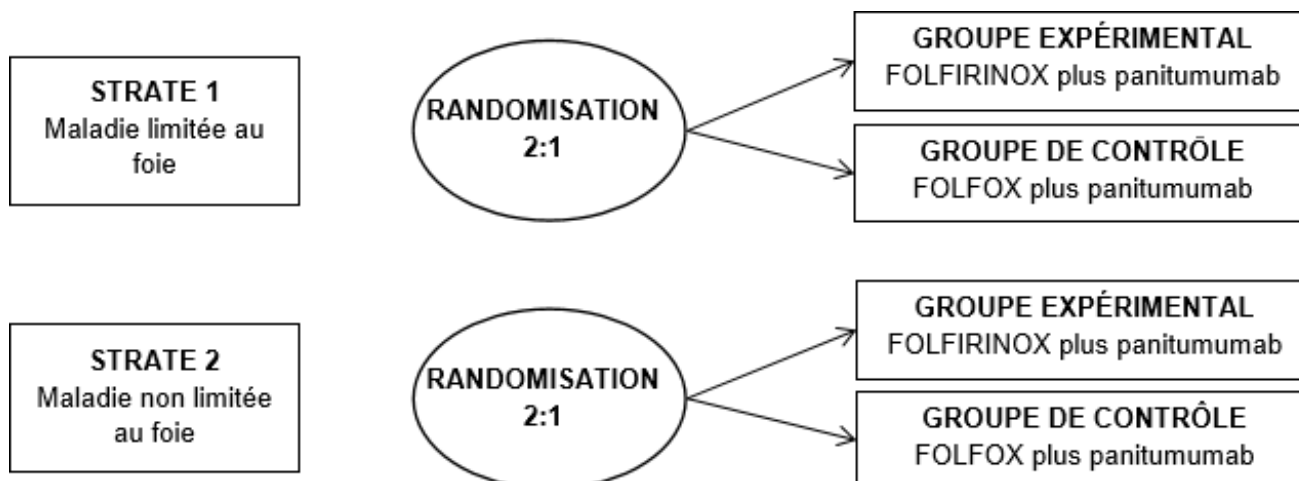 STRATE 1
Maladie limitée au
foie
RANDOMISATION
2:1
GROUPE EXPÉRIMENTAL
FOLFIRINOX plus panitumumab
GROUPE DE CONTRÔLE
FOLFOX plus panitumumab
STRATE 2
Maladie non limitée
au foie
RANDOMISATION
2:1
GROUPE EXPÉRIMENTAL
FOLFIRINOX plus panitumumab
GROUPE DE CONTRÔLE
FOLFOX plus panitumumab